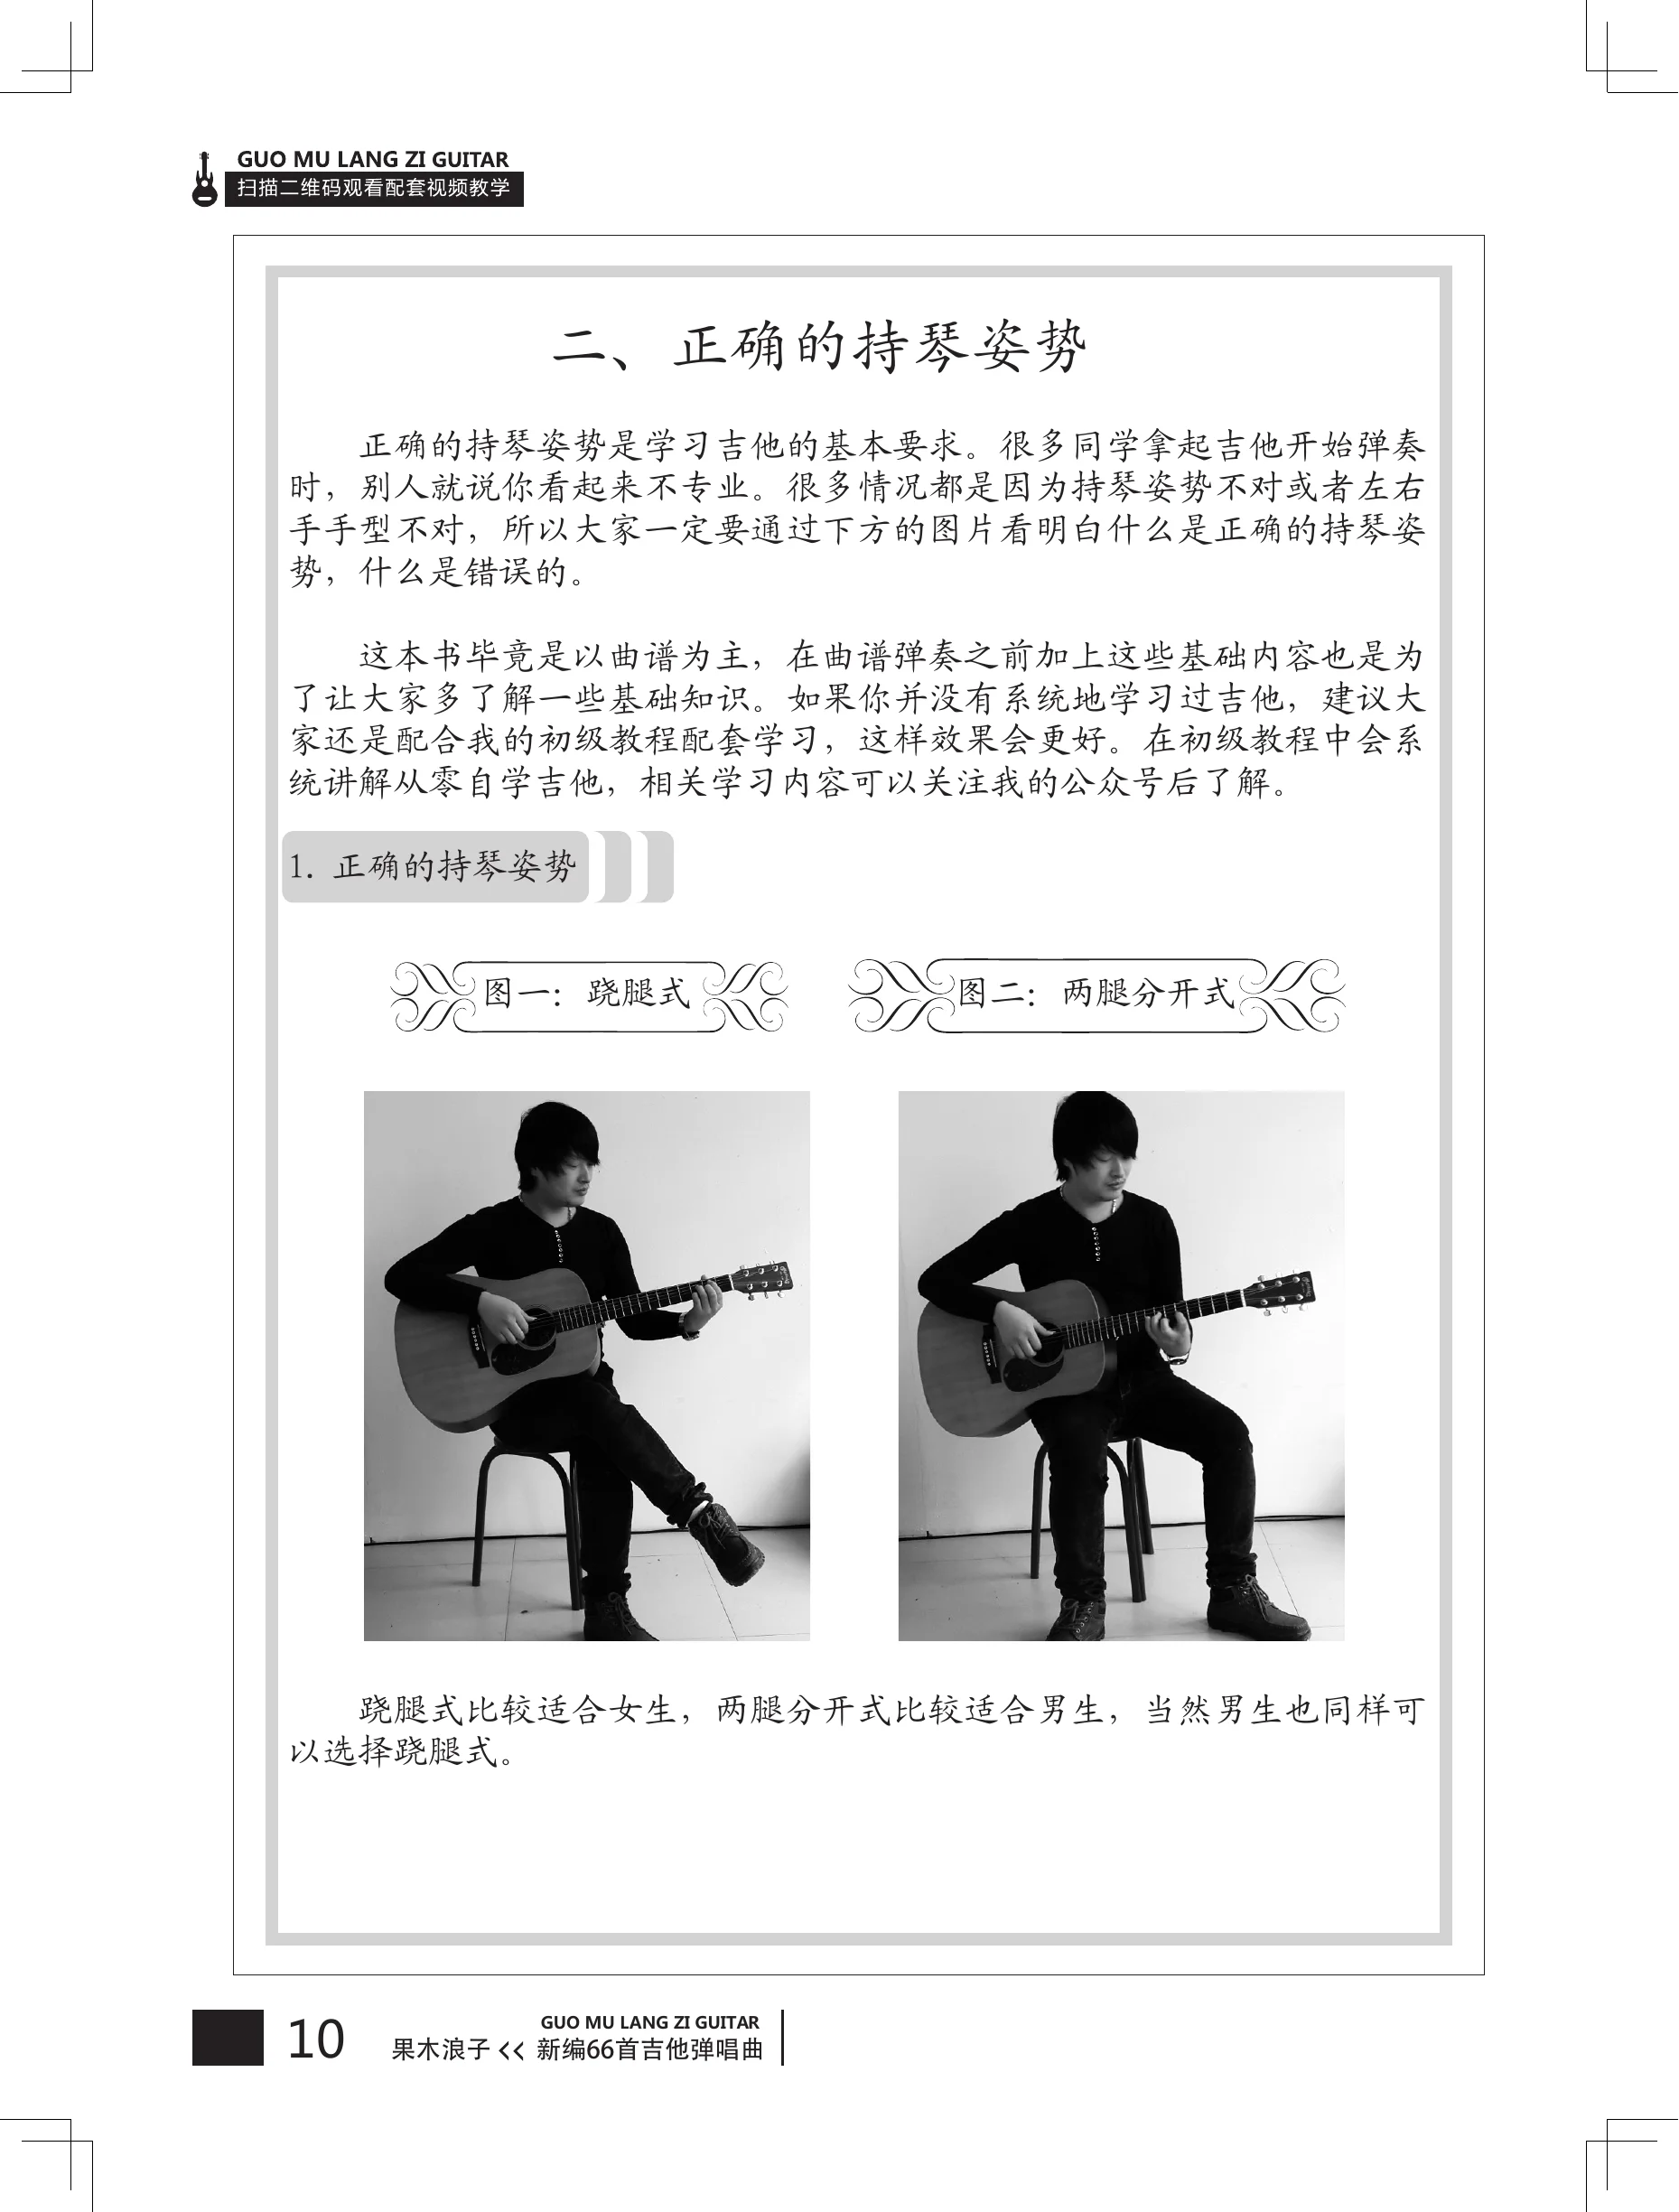 GUO MU LANG ZI GUITAR
扫描二维码观看配套视频教学
二、正确的持琴姿势
正确的持琴姿势是学习吉他的基本要求。很多同学拿起吉他开始弹奏
时，别人就说你看起来不专业。很多情况都是因为持琴姿势不对或者左右
手手型不对，所以大家一定要通过下方的图片看明白什么是正确的持琴姿
势，什么是错误的。
这本书毕竟是以曲谱为主，在曲谱弹奏之前加上这些基础内容也是为
了让大家多了解一些基础知识。如果你并没有系统地学习过吉他，建议大
家还是配合我的初级教程配套学习，这样效果会更好。在初级教程中会系
统讲解从零自学吉他，相关学习内容可以关注我的公众号后了解。
1. 正确的持琴姿势
图一：跷腿式
图二：两腿分开式
跷腿式比较适合女生，两腿分开式比较适合男生，当然男生也同样可
以选择跷腿式。
10
GUO MU LANG ZI GUITAR
果木浪子 << 新编66首吉他弹唱曲